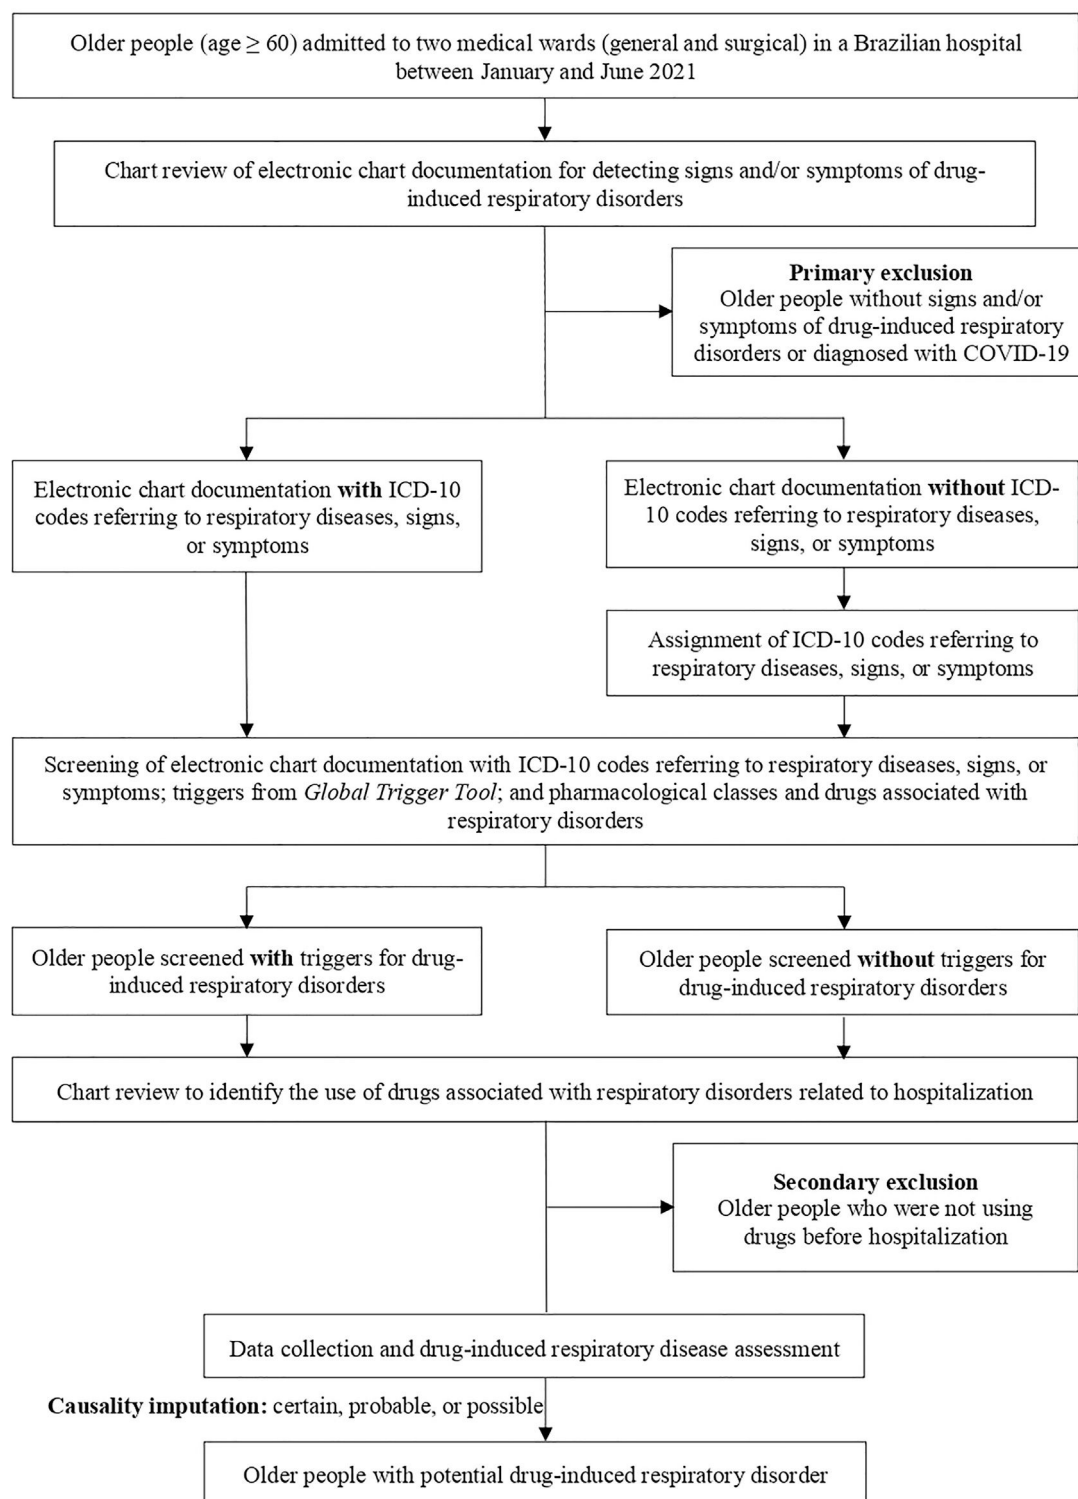 Older people (age ≥ 60) admitted to two medical wards (general and surgical) in a Brazilian hospital
between January and June 2021
Chart review of electronic chart documentation for detecting signs and/or symptoms of drug-
induced respiratory disorders
Primary exclusion
Older people without signs and/or
symptoms of drug-induced respiratory
disorders or diagnosed with COVID-19
Electronic chart documentation with ICD-10
codes referring to respiratory diseases, signs,
or symptoms
Electronic chart documentation without ICD-
10 codes referring to respiratory diseases,
signs, or symptoms
Assignment of ICD-10 codes referring to
respiratory diseases, signs, or symptoms
Screening of electronic chart documentation with ICD-10 codes referring to respiratory diseases, signs, or
symptoms; triggers from Global Trigger Tool; and pharmacological classes and drugs associated with
respiratory disorders
Older people screened with triggers for drug-
induced respiratory disorders
Older people screened without triggers for
drug-induced respiratory disorders
Chart review to identify the use of drugs associated with respiratory disorders related to hospitalization
Secondary exclusion
Older people who were not using
drugs before hospitalization
Data collection and drug-induced respiratory disease assessment
Causality imputation: certain, probable, or possible
Older people with potential drug-induced respiratory disorder